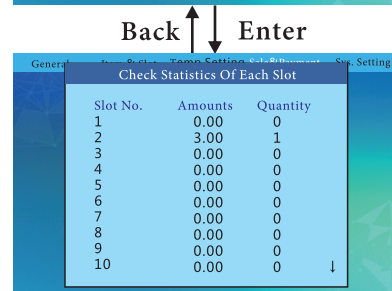 Back Enter
General Item & Slot Temp Setting Sale&Payment Sys. Setting
Check Statistics Of Each Slot
Slot No. Amounts Quantity
1 0.00 0
2 3.00 1
3 0.00 0
4 0.00 0
5 0.00 0
6 0.00 0
7 0.00 0
8 0.00 0
9 0.00 0
10 0.00 0 ↓